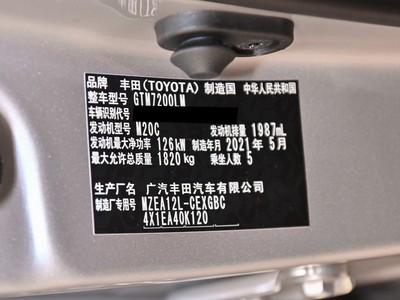 品牌 丰田(TOYOTA) 制造国 中华人民共和国
整车型号 GTM7200LM
车辆识别代号
发动机型号 M20C 发动机排量 1987mL
发动机最大净功率 126kW 制造年月 2021年5月
最大允许总质量 1820kg 乘坐人数 5
生产厂名 广汽丰田汽车有限公司
制造厂专用号 MZEA12L-CEXGBC
4X1EA40K120